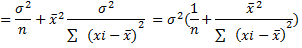 = σ²/n + x̄² σ²/∑ (xi − x̄)² = σ²(1/n + x̄²/∑ (xi − x̄)²)